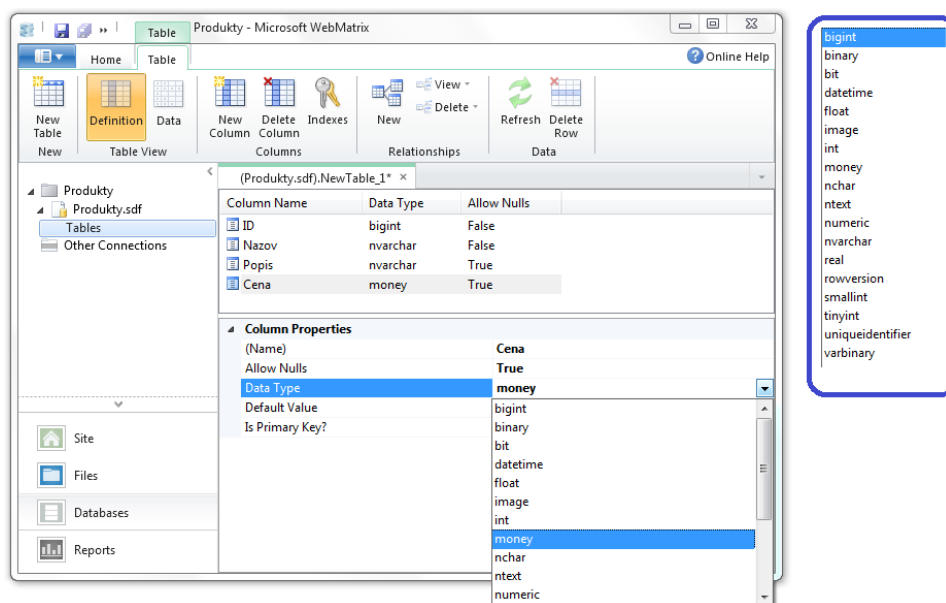 Table
Produkty - Microsoft WebMatrix
Home
Table
Online Help
New Table
Definition
Data
New Column
Delete Column
Indexes
New
View
Delete
Refresh
Delete Row
New
Table View
Columns
Relationships
Data
Produkty
Produkty.sdf
Tables
Other Connections
(Produkty.sdf).NewTable_1* ×
Column Name Data Type Allow Nulls
ID bigint False
Nazov nvarchar False
Popis nvarchar True
Cena money True
Column Properties
(Name) Cena
Allow Nulls True
Data Type money
Default Value
Is Primary Key?
bigint
binary
bit
datetime
float
image
int
money
nchar
ntext
numeric
Site
Files
Databases
Reports
bigint
binary
bit
datetime
float
image
int
money
nchar
ntext
numeric
nvarchar
real
rowversion
smallint
tinyint
uniqueidentifier
varbinary